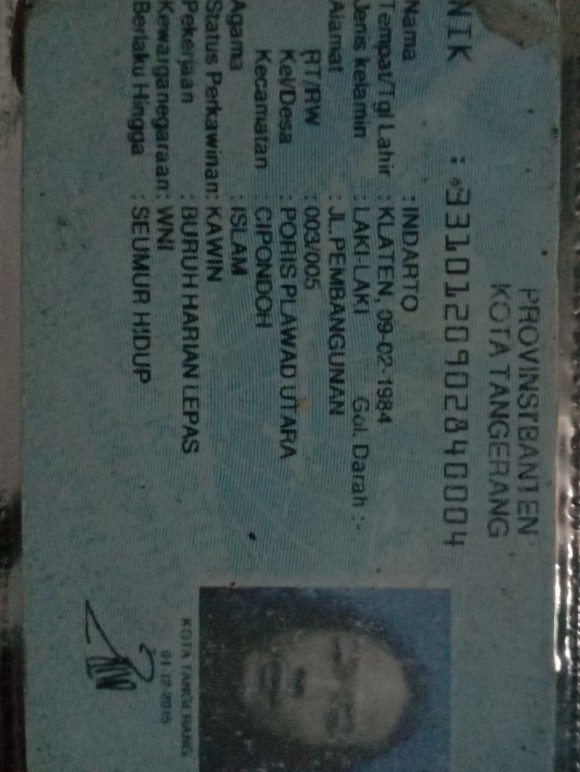 PROVINSI BANTEN
KOTA TANGERANG
NIK : 3310120902840004
Nama : INDARTO
Tempat/Tgl Lahir : KLATEN, 09-02-1984
Jenis kelamin : LAKI-LAKI Gol. Darah : -
Alamat : JL.PEMBANGUNAN
RT/RW : 003/005
Kel/Desa : PORIS PLAWAD UTARA
Kecamatan : CIPONDOH
Agama : ISLAM
Status Perkawinan: KAWIN
Pekerjaan : BURUH HARIAN LEPAS
Kewarganegaraan: WNI
Berlaku Hingga : SEUMUR HIDUP
KOTA TANGERANG
01-12-2015